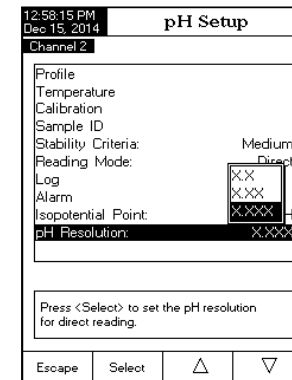 12:58:15 PM
Dec 15, 2014
pH Setup
Channel 2
Profile
Temperature
Calibration
Sample ID
Stability Criteria: Medium
Reading Mode: Direct
Log
Alarm
Isopotential Point:
pH Resolution: X.XXX
X.X
X.XX
X.XXX
Press <Select> to set the pH resolution
for direct reading.
Escape Select